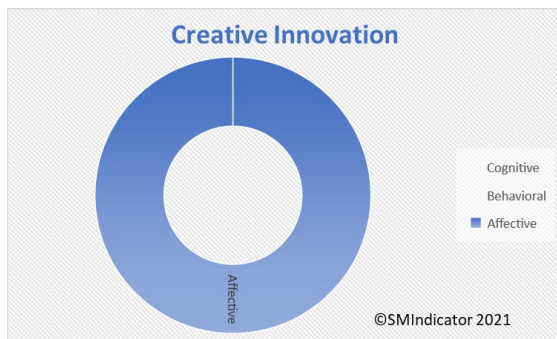 Creative Innovation
Cognitive
Behavioral
Affective
Affective
©SMIndicator 2021